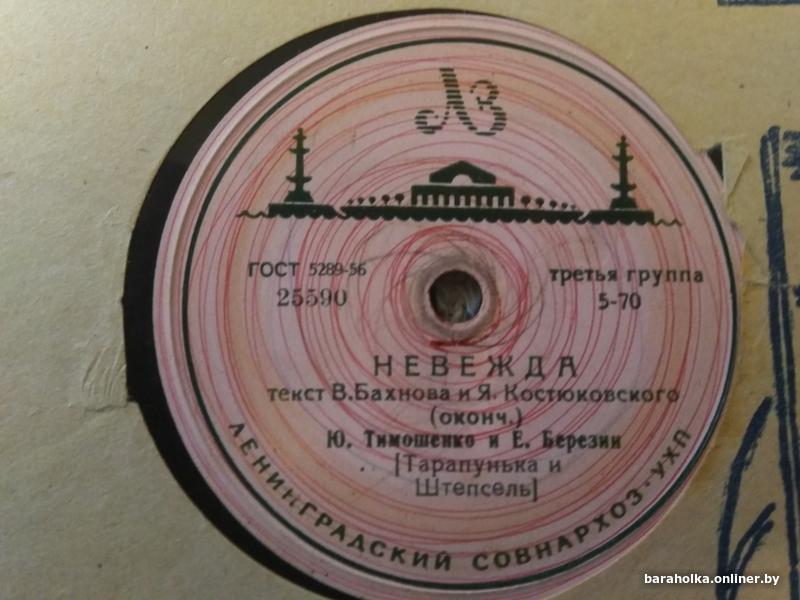 ЛЗ
ГОСТ 5289-56
25590
третья группа
5-70
НЕВЕЖДА
текст В.Бахнова и Я. Костюковского
(оконч.)
Ю. Тимошенко и Е. Березин
[Тарапунька и
Штепсель]
ЛЕНИНГРАДСКИЙ СОВНАРХОЗ·УХП
baraholka.onliner.by